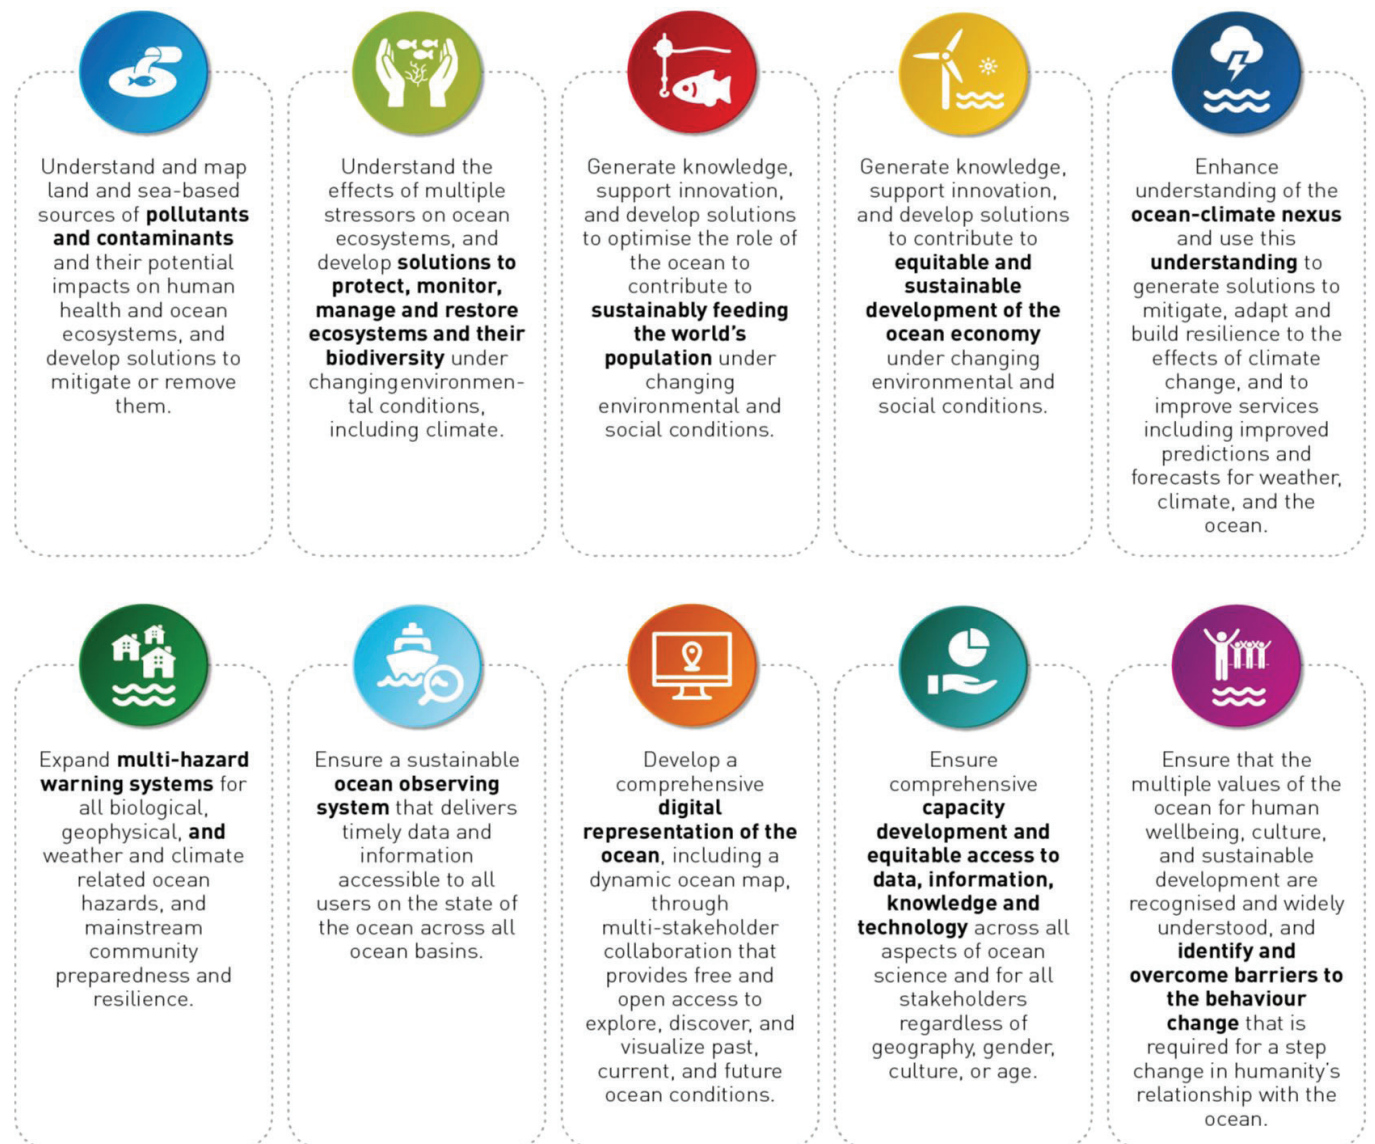 Understand and map
land and sea-based
sources of pollutants
and contaminants
and their potential
impacts on human
health and ocean
ecosystems, and
develop solutions to
mitigate or remove
them.
Understand the
effects of multiple
stressors on ocean
ecosystems, and
develop solutions to
protect, monitor,
manage and restore
ecosystems and their
biodiversity under
changing environmen-
tal conditions,
including climate.
Generate knowledge,
support innovation,
and develop solutions
to optimise the role of
the ocean to
contribute to
sustainably feeding
the world's
population under
changing
environmental and
social conditions.
Generate knowledge,
support innovation,
and develop solutions
to contribute to
equitable and
sustainable
development of the
ocean economy
under changing
environmental and
social conditions.
Enhance
understanding of the
ocean-climate nexus
and use this
understanding to
generate solutions to
mitigate, adapt and
build resilience to the
effects of climate
change, and to
improve services
including improved
predictions and
forecasts for weather,
climate, and the
ocean.
Expand multi-hazard
warning systems for
all biological,
geophysical, and
weather and climate
related ocean
hazards, and
mainstream
community
preparedness and
resilience.
Ensure a sustainable
ocean observing
system that delivers
timely data and
information
accessible to all
users on the state of
the ocean across all
ocean basins.
Develop a
comprehensive
digital
representation of the
ocean, including a
dynamic ocean map,
through
multi-stakeholder
collaboration that
provides free and
open access to
explore, discover, and
visualize past,
current, and future
ocean conditions.
Ensure
comprehensive
capacity
development and
equitable access to
data, information,
knowledge and
technology across all
aspects of ocean
science and for all
stakeholders
regardless of
geography, gender,
culture, or age.
Ensure that the
multiple values of the
ocean for human
wellbeing, culture,
and sustainable
development are
recognised and widely
understood, and
identify and
overcome barriers to
the behaviour
change that is
required for a step
change in humanity's
relationship with the
ocean.